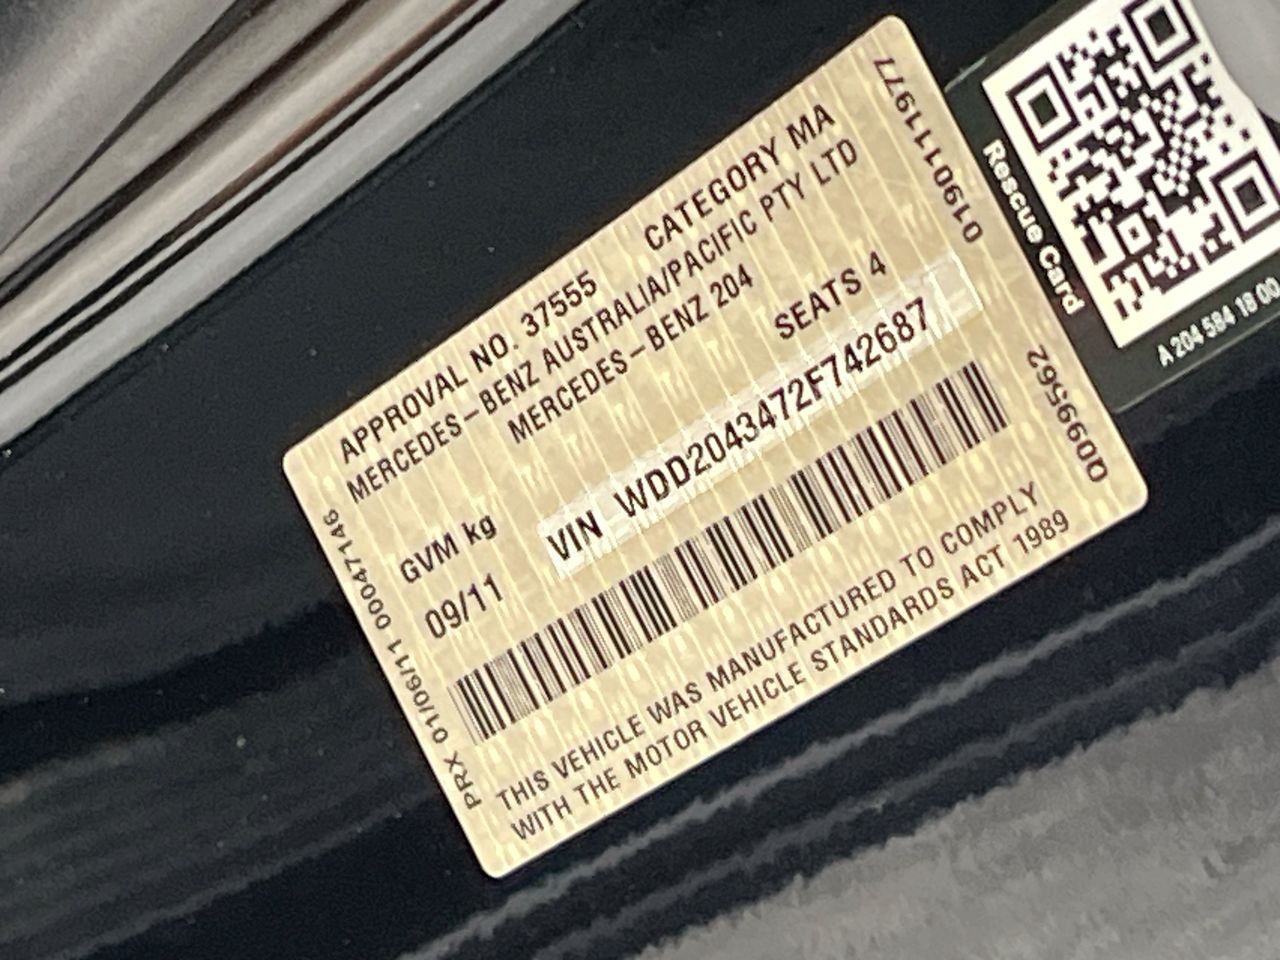 APPROVAL NO. 37555 CATEGORY MA
MERCEDES-BENZ AUSTRALIA/PACIFIC PTY LTD
MERCEDES-BENZ 204
GVM kg SEATS 4
09/11 VIN WDD2043472F742687
THIS VEHICLE WAS MANUFACTURED TO COMPLY
WITH THE MOTOR VEHICLE STANDARDS ACT 1989
PRX 01/06/11 00047146
0190111977
Q099562
Rescue Card
A 204 584 18 00